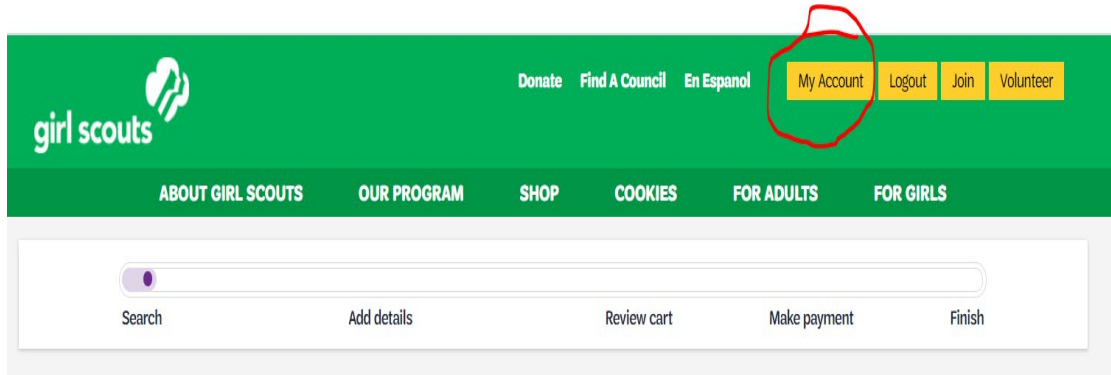 Donate Find A Council En Espanol My Account Logout Join Volunteer
girl scouts
ABOUT GIRL SCOUTS OUR PROGRAM SHOP COOKIES FOR ADULTS FOR GIRLS
Search Add details Review cart Make payment Finish